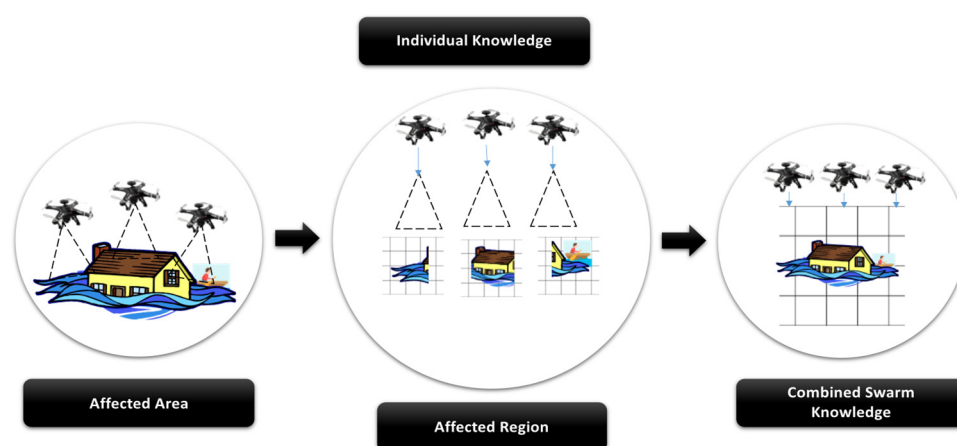 Individual Knowledge
Affected Area
Affected Region
Combined Swarm
Knowledge